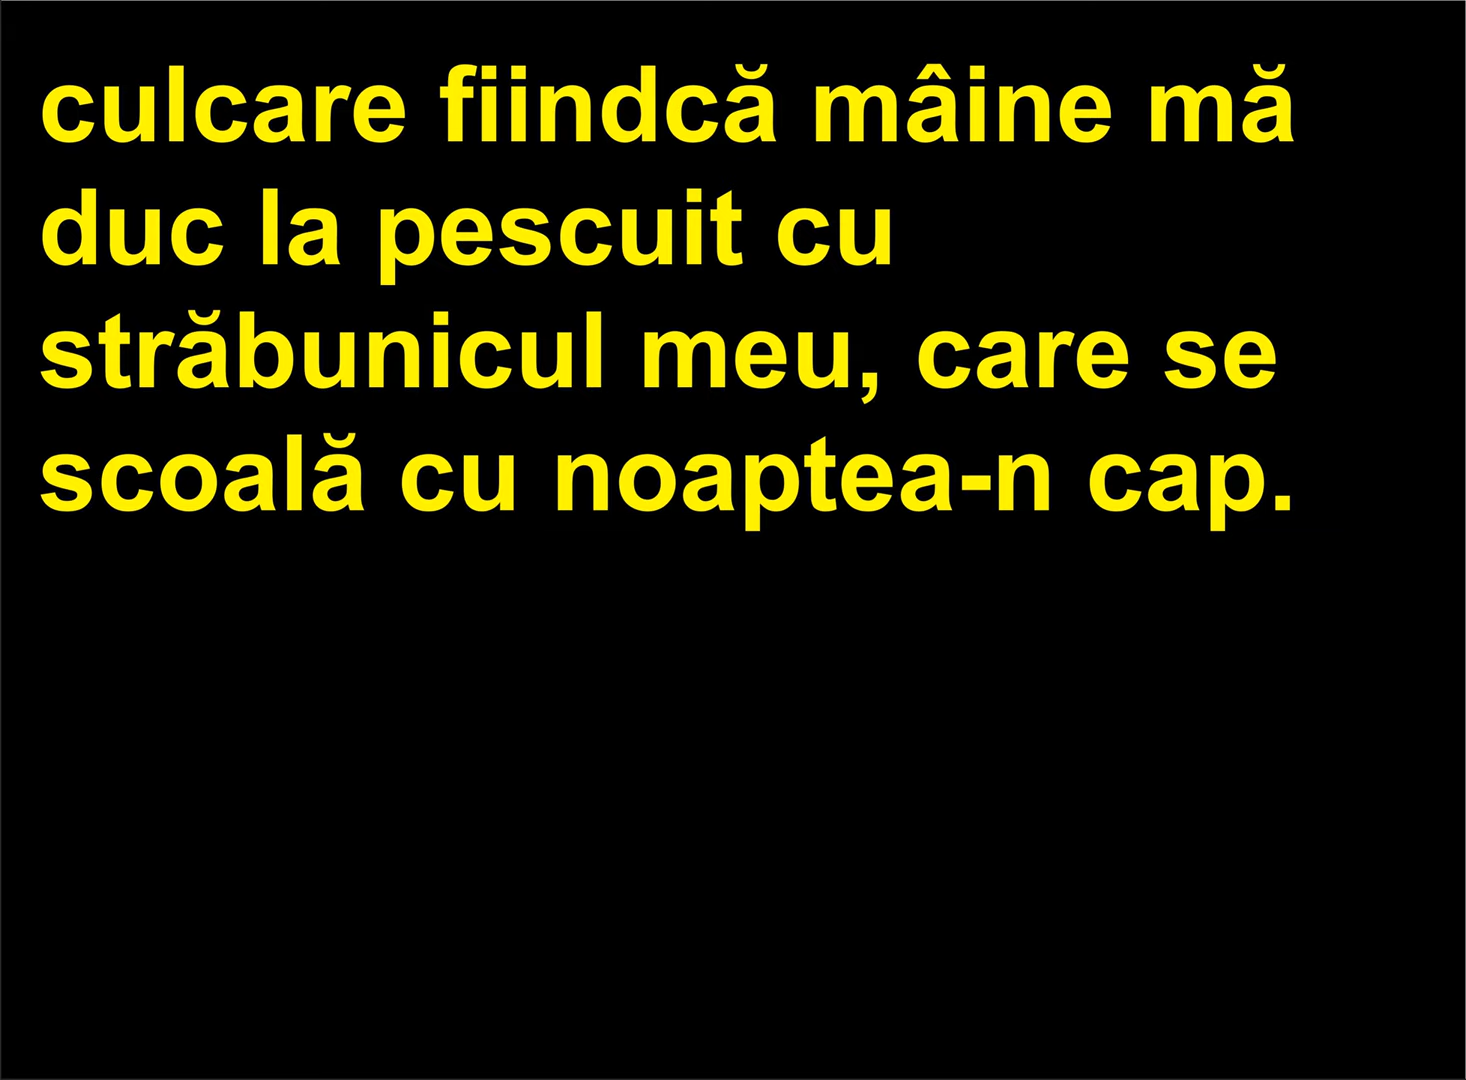 culcare fiindcă mâine mă
duc la pescuit cu
străbunicul meu, care se
scoală cu noaptea-n cap.